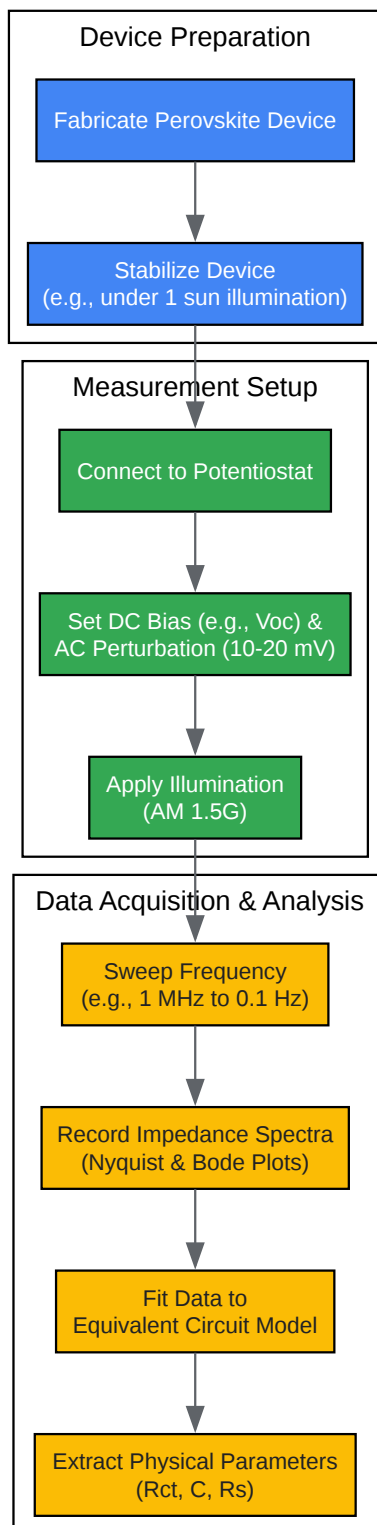 Device Preparation
Fabricate Perovskite Device
Stabilize Device
(e.g., under 1 sun illumination)
Measurement Setup
Connect to Potentiostat
Set DC Bias (e.g., Voc) &
AC Perturbation (10-20 mV)
Apply Illumination
(AM 1.5G)
Data Acquisition & Analysis
Sweep Frequency
(e.g., 1 MHz to 0.1 Hz)
Record Impedance Spectra
(Nyquist & Bode Plots)
Fit Data to
Equivalent Circuit Model
Extract Physical Parameters
(Rct, C, Rs)